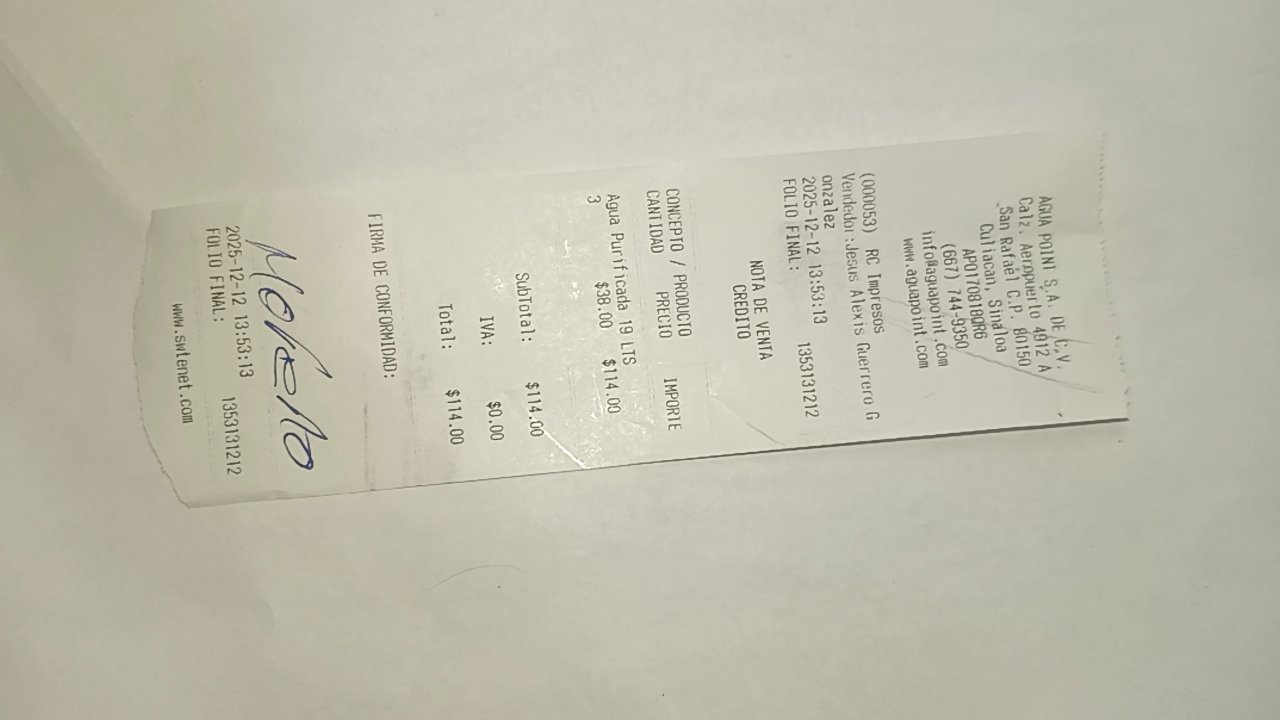 AGUA POINT S.A. DE C.V.
Calz. Aeropuerto 4912 A
San Rafael C.P. 80150
Culiacan, Sinaloa
APO170818QR6
(667) 744-9350
info@aguapoint.com
www.aguapoint.com
(000053) RC Impresos
Vendedor:Jesus Alexis Guerrero G
onzalez
2025-12-12 13:53:13 1353131212
FOLIO FINAL:
NOTA DE VENTA
CREDITO
CONCEPTO / PRODUCTO
CANTIDAD PRECIO IMPORTE
Agua Purificada 19 LTS
3 $38.00 $114.00
SubTotal: $114.00
IVA: $0.00
Total: $114.00
FIRMA DE CONFORMIDAD:
2025-12-12 13:53:13 1353131212
FOLIO FINAL:
www.swtenet.com